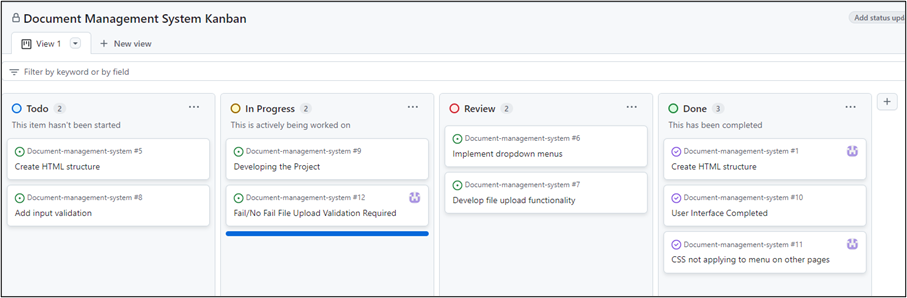 Document Management System Kanban
Add status upda
View 1
New view
Filter by keyword or by field
Todo 2
This item hasn't been started
Document-management-system #5
Create HTML structure
Document-management-system #8
Add input validation
In Progress 2
This is actively being worked on
Document-management-system #9
Developing the Project
Document-management-system #12
Fail/No Fail File Upload Validation Required
Review 2
Document-management-system #6
Implement dropdown menus
Document-management-system #7
Develop file upload functionality
Done 3
This has been completed
Document-management-system #1
Create HTML structure
Document-management-system #10
User Interface Completed
Document-management-system #11
CSS not applying to menu on other pages